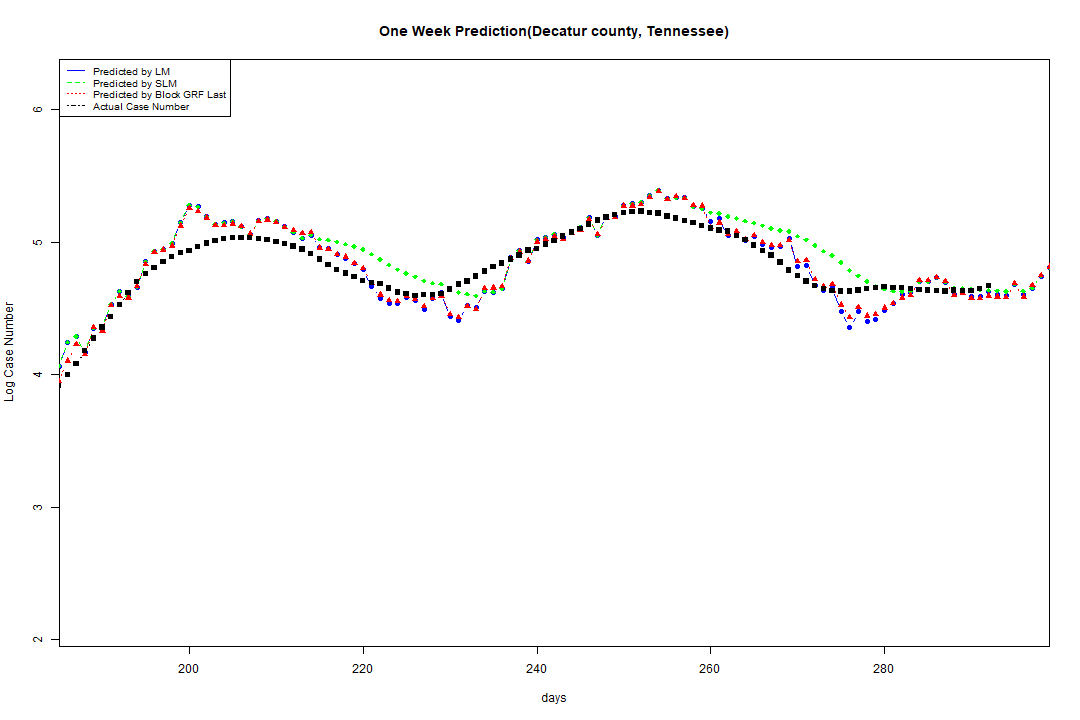 One Week Prediction(Decatur county, Tennessee)
Predicted by LM
Predicted by SLM
Predicted by Block GRF Last
Actual Case Number
6
5
4
3
2
Log Case Number
200
220
240
260
280
days